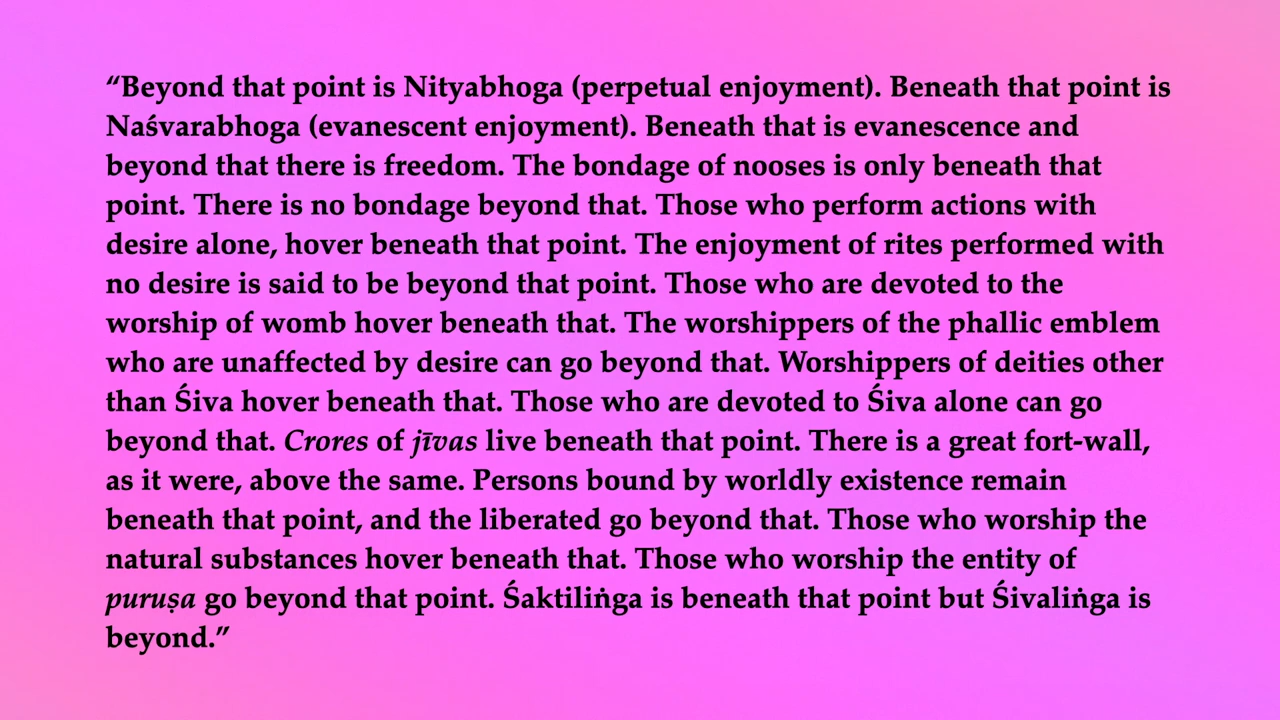 “Beyond that point is Nityabhoga (perpetual enjoyment). Beneath that point is
Naśvarabhoga (evanescent enjoyment). Beneath that is evanescence and
beyond that there is freedom. The bondage of nooses is only beneath that
point. There is no bondage beyond that. Those who perform actions with
desire alone, hover beneath that point. The enjoyment of rites performed with
no desire is said to be beyond that point. Those who are devoted to the
worship of womb hover beneath that. The worshippers of the phallic emblem
who are unaffected by desire can go beyond that. Worshippers of deities other
than Śiva hover beneath that. Those who are devoted to Śiva alone can go
beyond that. Crores of jīvas live beneath that point. There is a great fort-wall,
as it were, above the same. Persons bound by worldly existence remain
beneath that point, and the liberated go beyond that. Those who worship the
natural substances hover beneath that. Those who worship the entity of
puruṣa go beyond that point. Śaktiliṅga is beneath that point but Śivaliṅga is
beyond.”